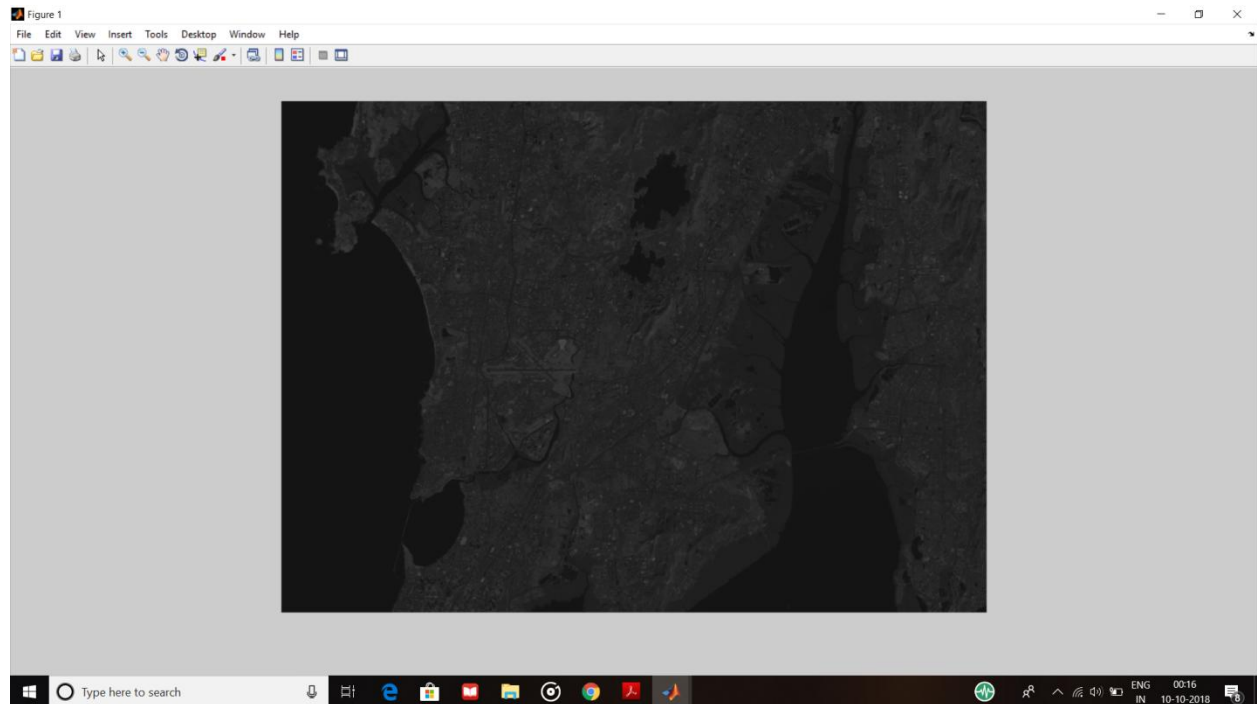 Figure 1
File Edit View Insert Tools Desktop Window Help
Type here to search
ENG 00:16
IN 10-10-2018
8